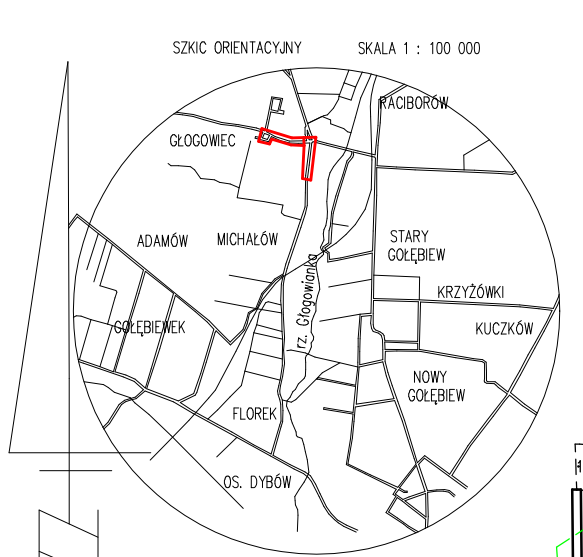 SZKIC ORIENTACYJNY SKALA 1 : 100 000
RACIBORÓW
GŁOGOWIEC
ADAMÓW
MICHAŁÓW
STARY
GOŁĘBIEW
KRZYŻÓWKI
rz. Głogowianka
GOŁĘBIEWEK
KUCZKÓW
NOWY
GOŁĘBIEW
FLOREK
OS. DYBÓW